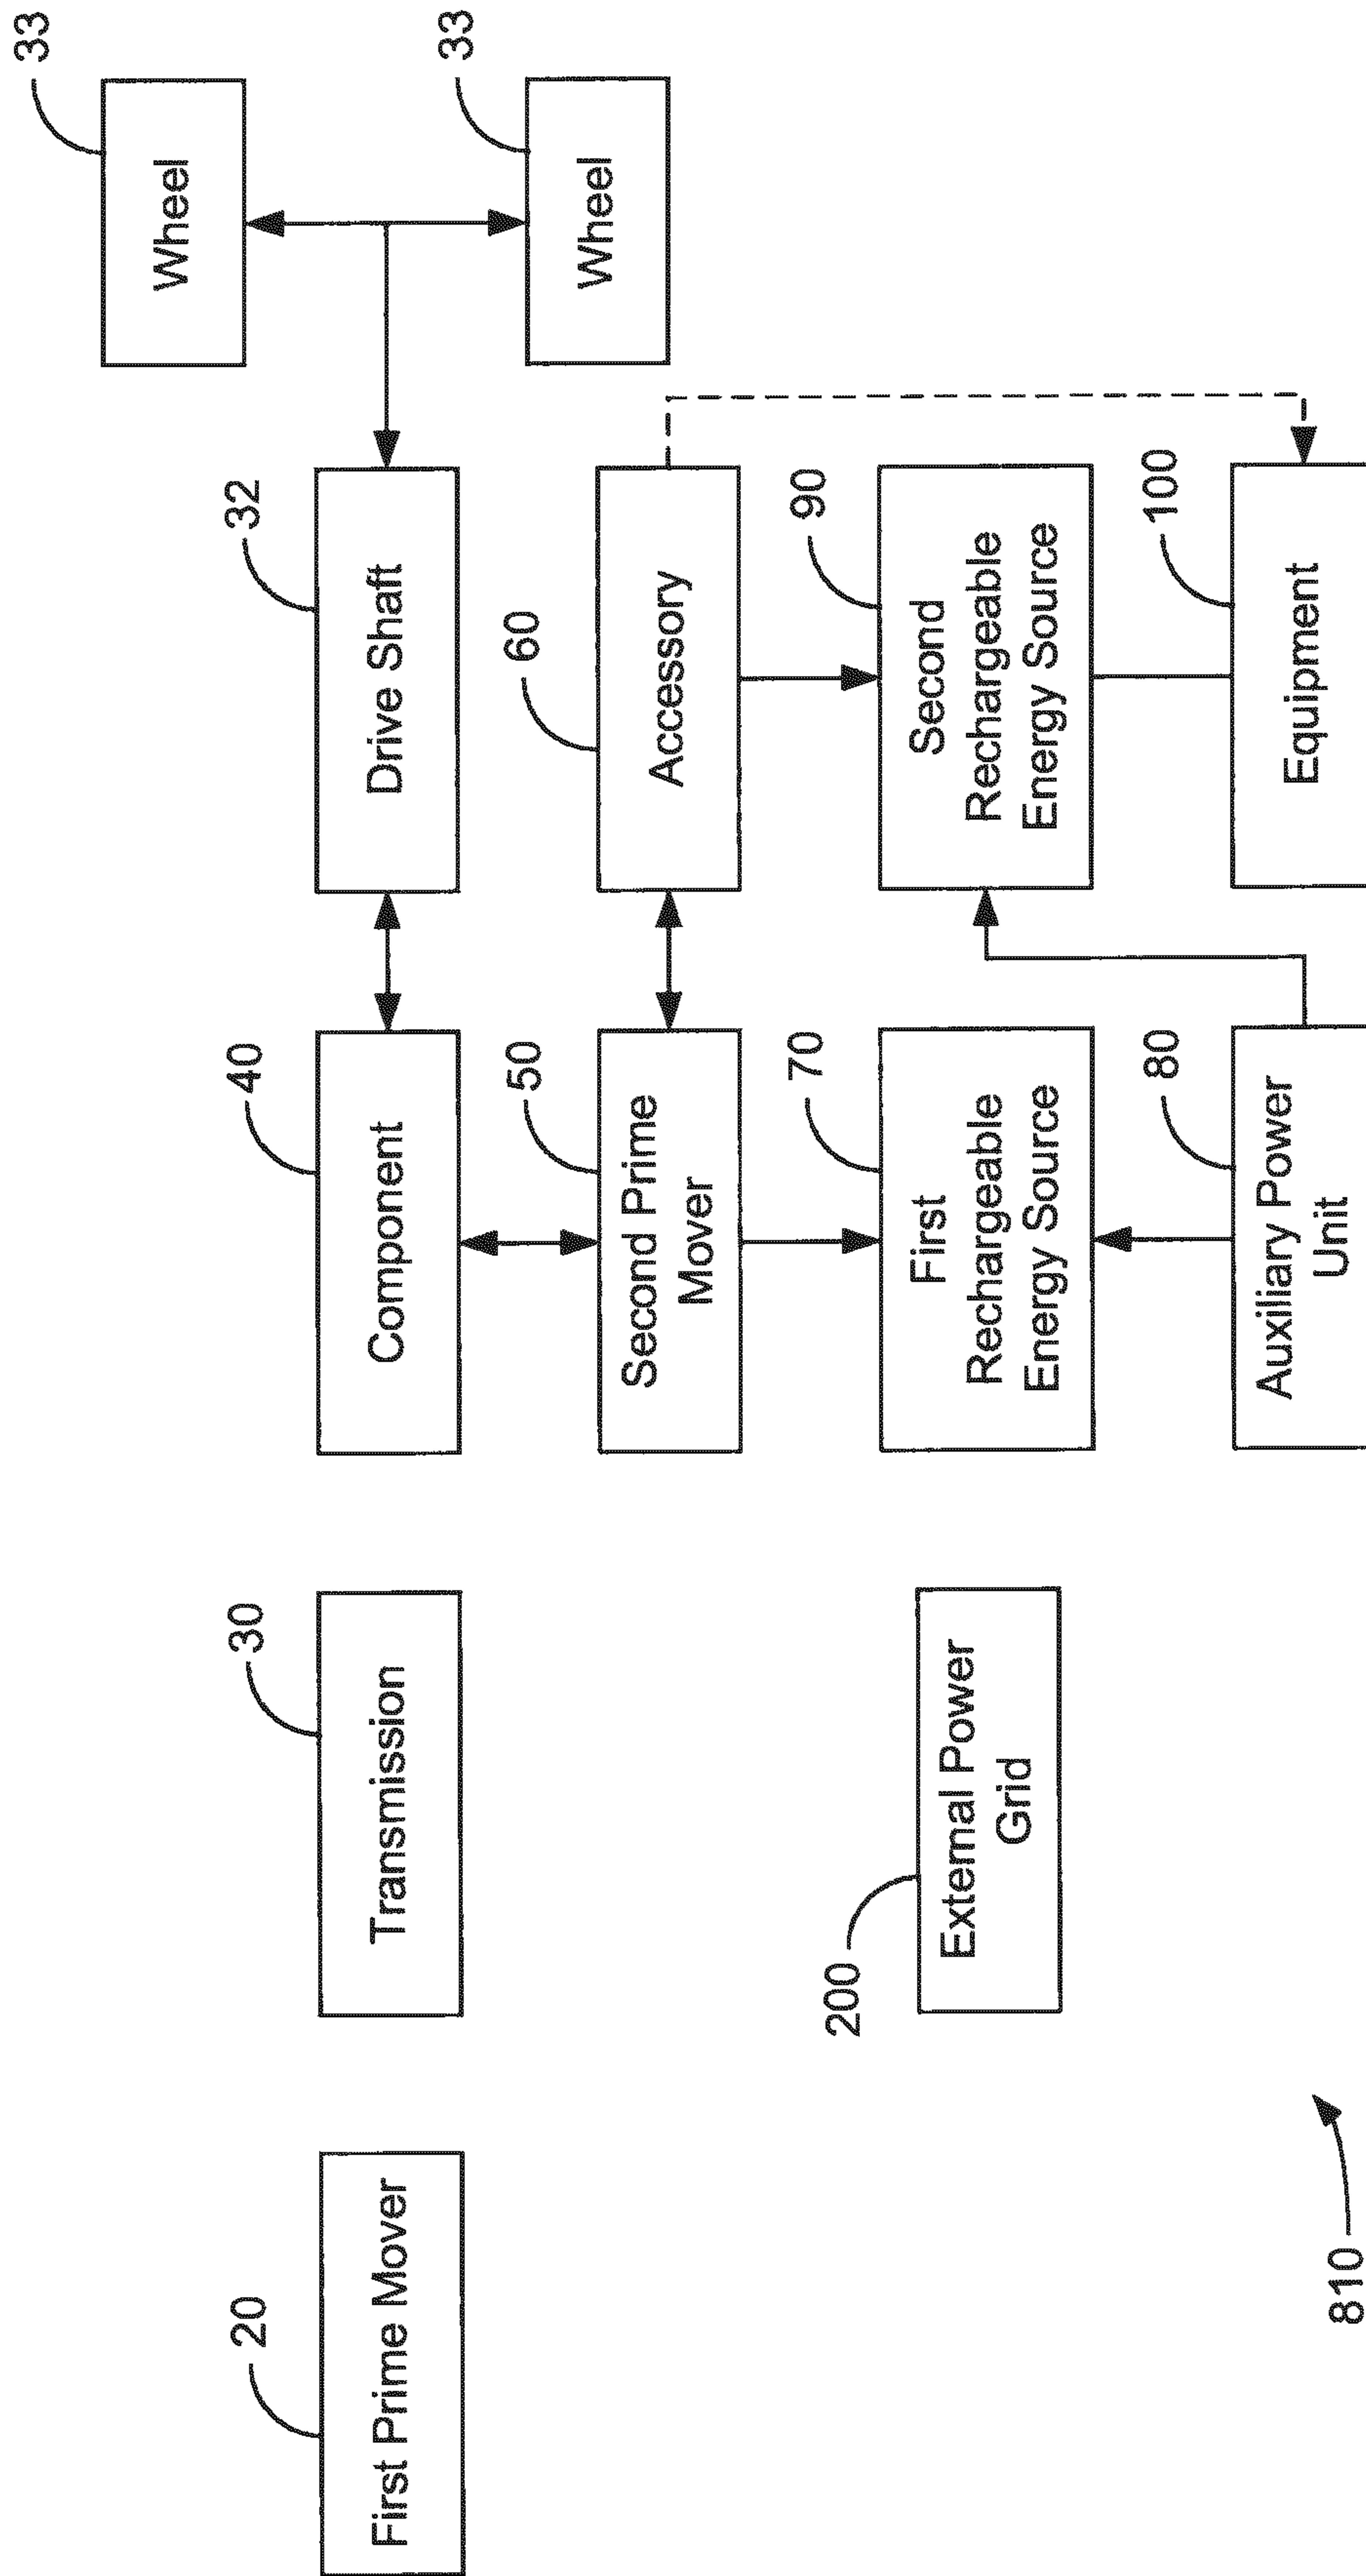 33
Wheel
33
Wheel
20
First Prime Mover
30
Transmission
40
Component
32
Drive Shaft
50
Second Prime
Mover
60
Accessory
200
External Power
Grid
70
First
Rechargeable
Energy Source
90
Second
Rechargeable
Energy Source
80
Auxiliary Power
Unit
100
Equipment
810